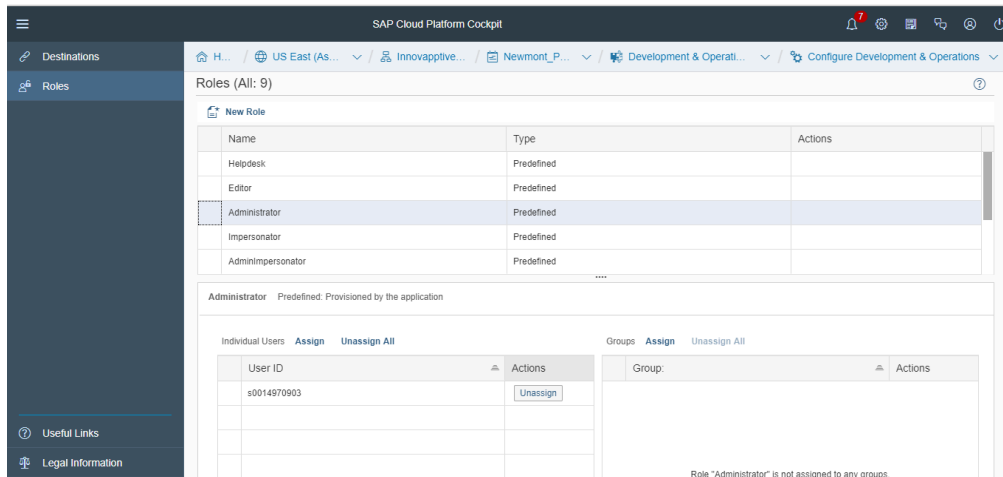 SAP Cloud Platform Cockpit
7
Destinations
Roles
H... / US East (As... / Innovapptive... / Newmont_P... / Development & Operati... / Configure Development & Operations
Roles (All: 9)
New Role
Name Type Actions
Helpdesk Predefined
Editor Predefined
Administrator Predefined
Impersonator Predefined
AdminImpersonator Predefined
Administrator Predefined: Provisioned by the application
Individual Users Assign Unassign All
Groups Assign Unassign All
User ID Actions
Group: Actions
s0014970903 Unassign
Role "Administrator" is not assigned to any groups.
Useful Links
Legal Information